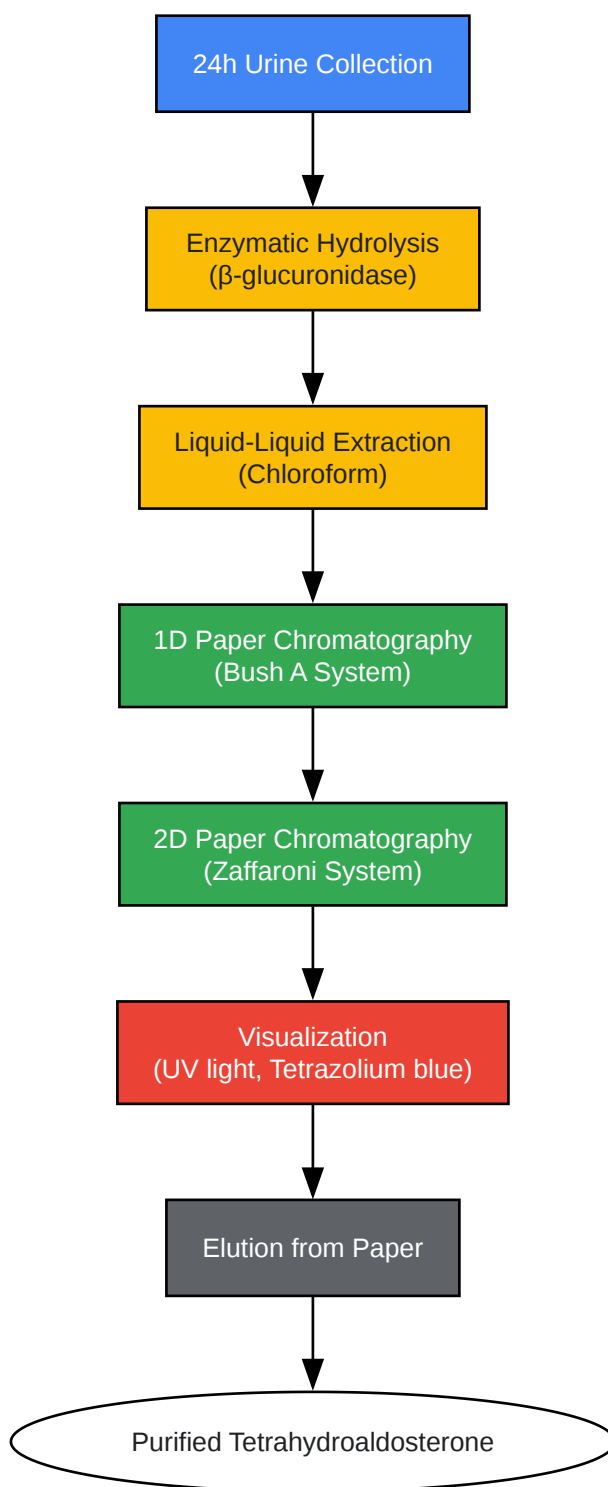 24h Urine Collection
Enzymatic Hydrolysis
(β-glucuronidase)
Liquid-Liquid Extraction
(Chloroform)
1D Paper Chromatography
(Bush A System)
2D Paper Chromatography
(Zaffaroni System)
Visualization
(UV light, Tetrazolium blue)
Elution from Paper
Purified Tetrahydroaldosterone